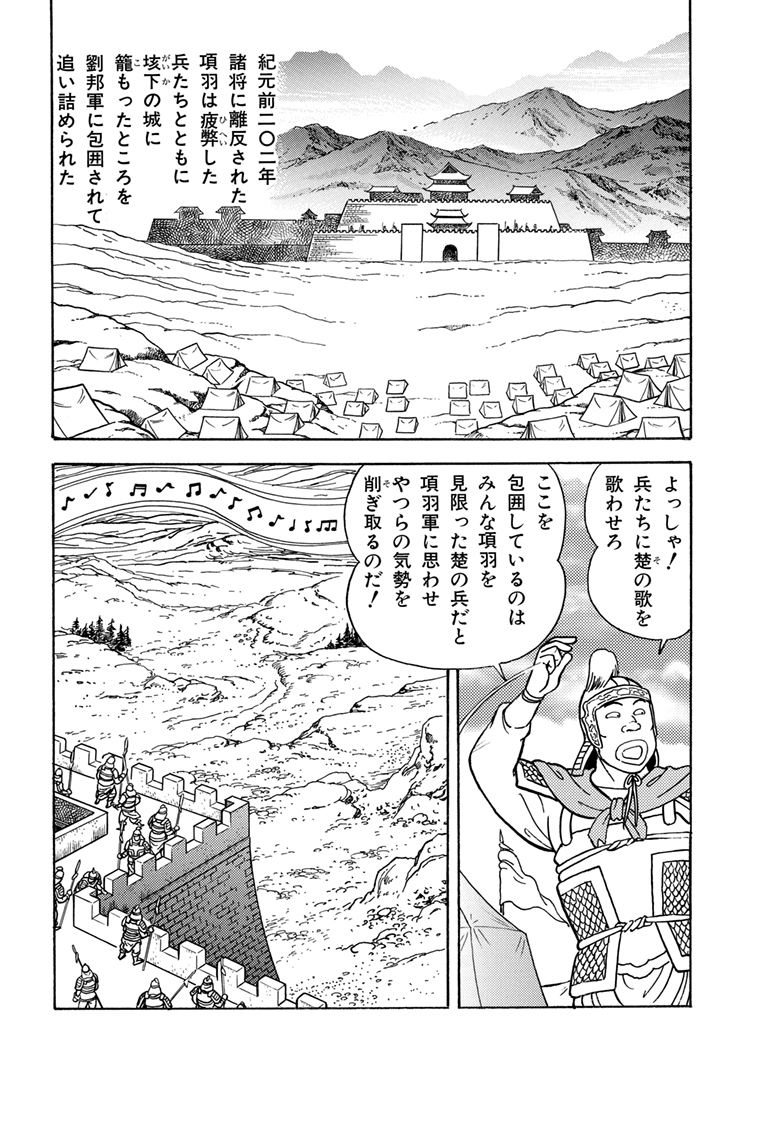 紀元前二〇二年
諸将に離反された
項羽は疲弊した
兵たちとともに
垓下の城に
籠もったところを
劉邦軍に包囲されて
追い詰められた
よっしゃ!
兵たちに楚の歌を
歌わせろ
ここを
包囲しているのは
みんな項羽を
見限った楚の兵だと
項羽軍に思わせ
やつらの気勢を
削ぎ取るのだ!